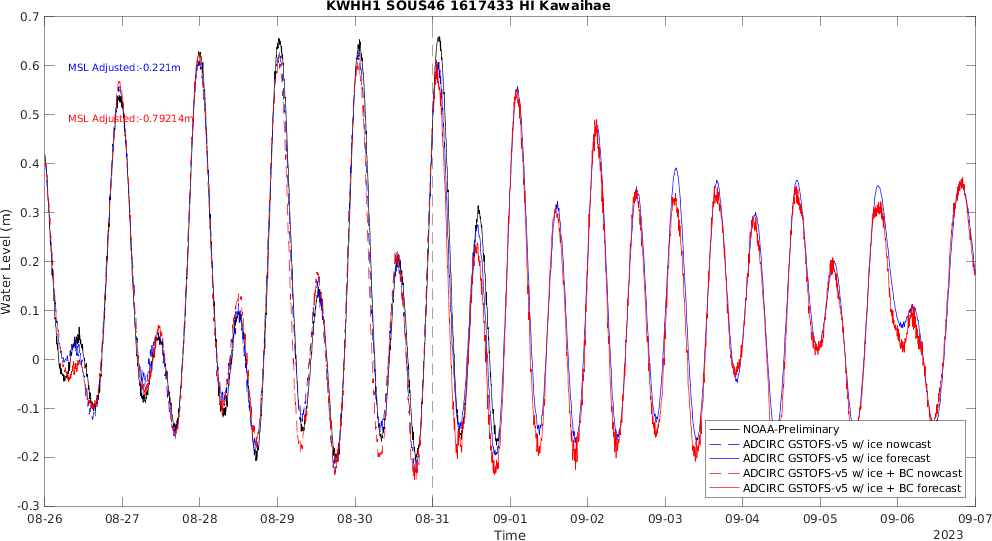 KWHH1 SOUS46 1617433 HI Kawaihae
0.7
0.6
0.5
0.4
0.3
0.2
0.1
0
-0.1
-0.2
-0.3
Water Level (m)
MSL Adjusted:-0.221m
MSL Adjusted:-0.79214m
NOAA-Preliminary
ADCIRC GSTOFS-v5 w/ ice nowcast
ADCIRC GSTOFS-v5 w/ ice forecast
ADCIRC GSTOFS-v5 w/ ice + BC nowcast
ADCIRC GSTOFS-v5 w/ ice + BC forecast
08-26 08-27 08-28 08-29 08-30 08-31 09-01 09-02 09-03 09-04 09-05 09-06 09-07
Time
2023